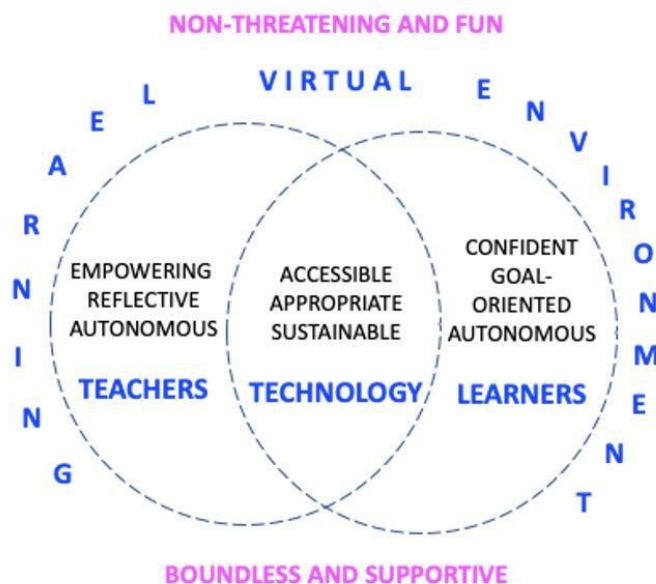 NON-THREATENING AND FUN
VIRTUAL
LEARNING
ENVIRONMENT
EMPOWERING
REFLECTIVE
AUTONOMOUS
TEACHERS
ACCESSIBLE
APPROPRIATE
SUSTAINABLE
TECHNOLOGY
CONFIDENT
GOAL-
ORIENTED
AUTONOMOUS
LEARNERS
BOUNDLESS AND SUPPORTIVE